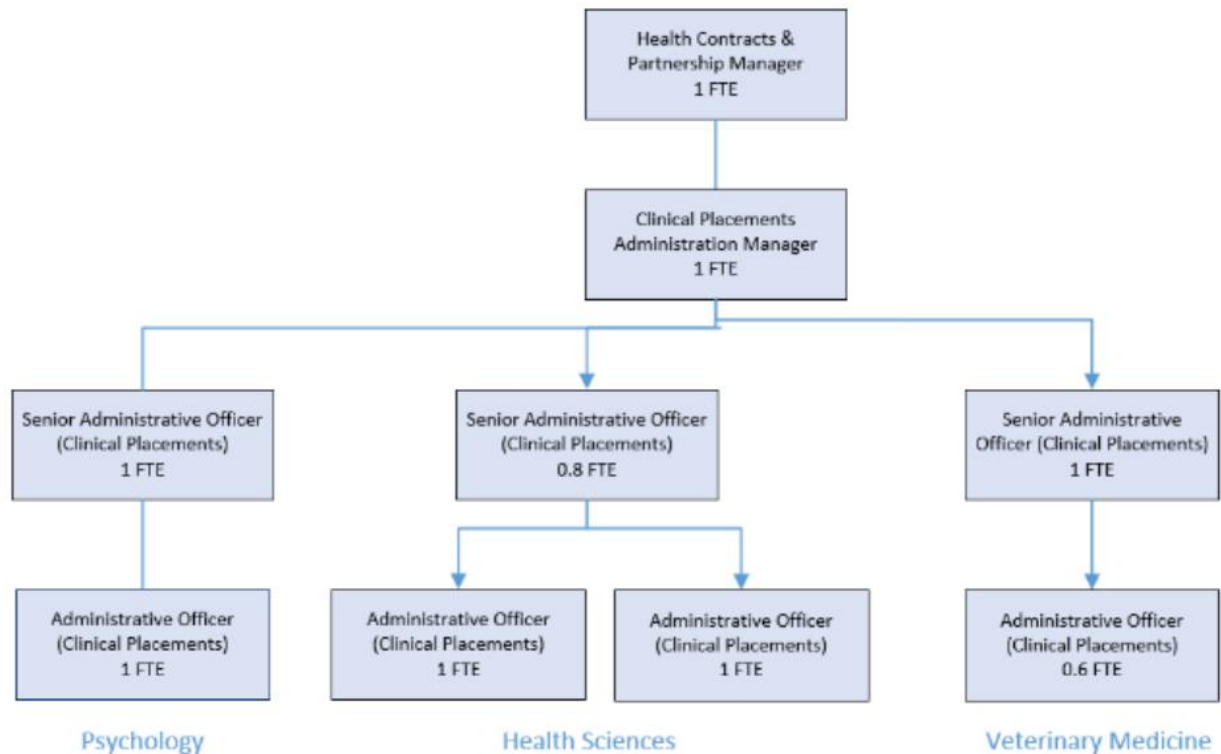 Health Contracts &
Partnership Manager
1 FTE
Clinical Placements
Administration Manager
1 FTE
Senior Administrative Officer
(Clinical Placements)
1 FTE
Senior Administrative Officer
(Clinical Placements)
0.8 FTE
Senior Administrative
Officer (Clinical Placements)
1 FTE
Administrative Officer
(Clinical Placements)
1 FTE
Administrative Officer
(Clinical Placements)
1 FTE
Administrative Officer
(Clinical Placements)
1 FTE
Administrative Officer
(Clinical Placements)
0.6 FTE
Psychology
Health Sciences
Veterinary Medicine